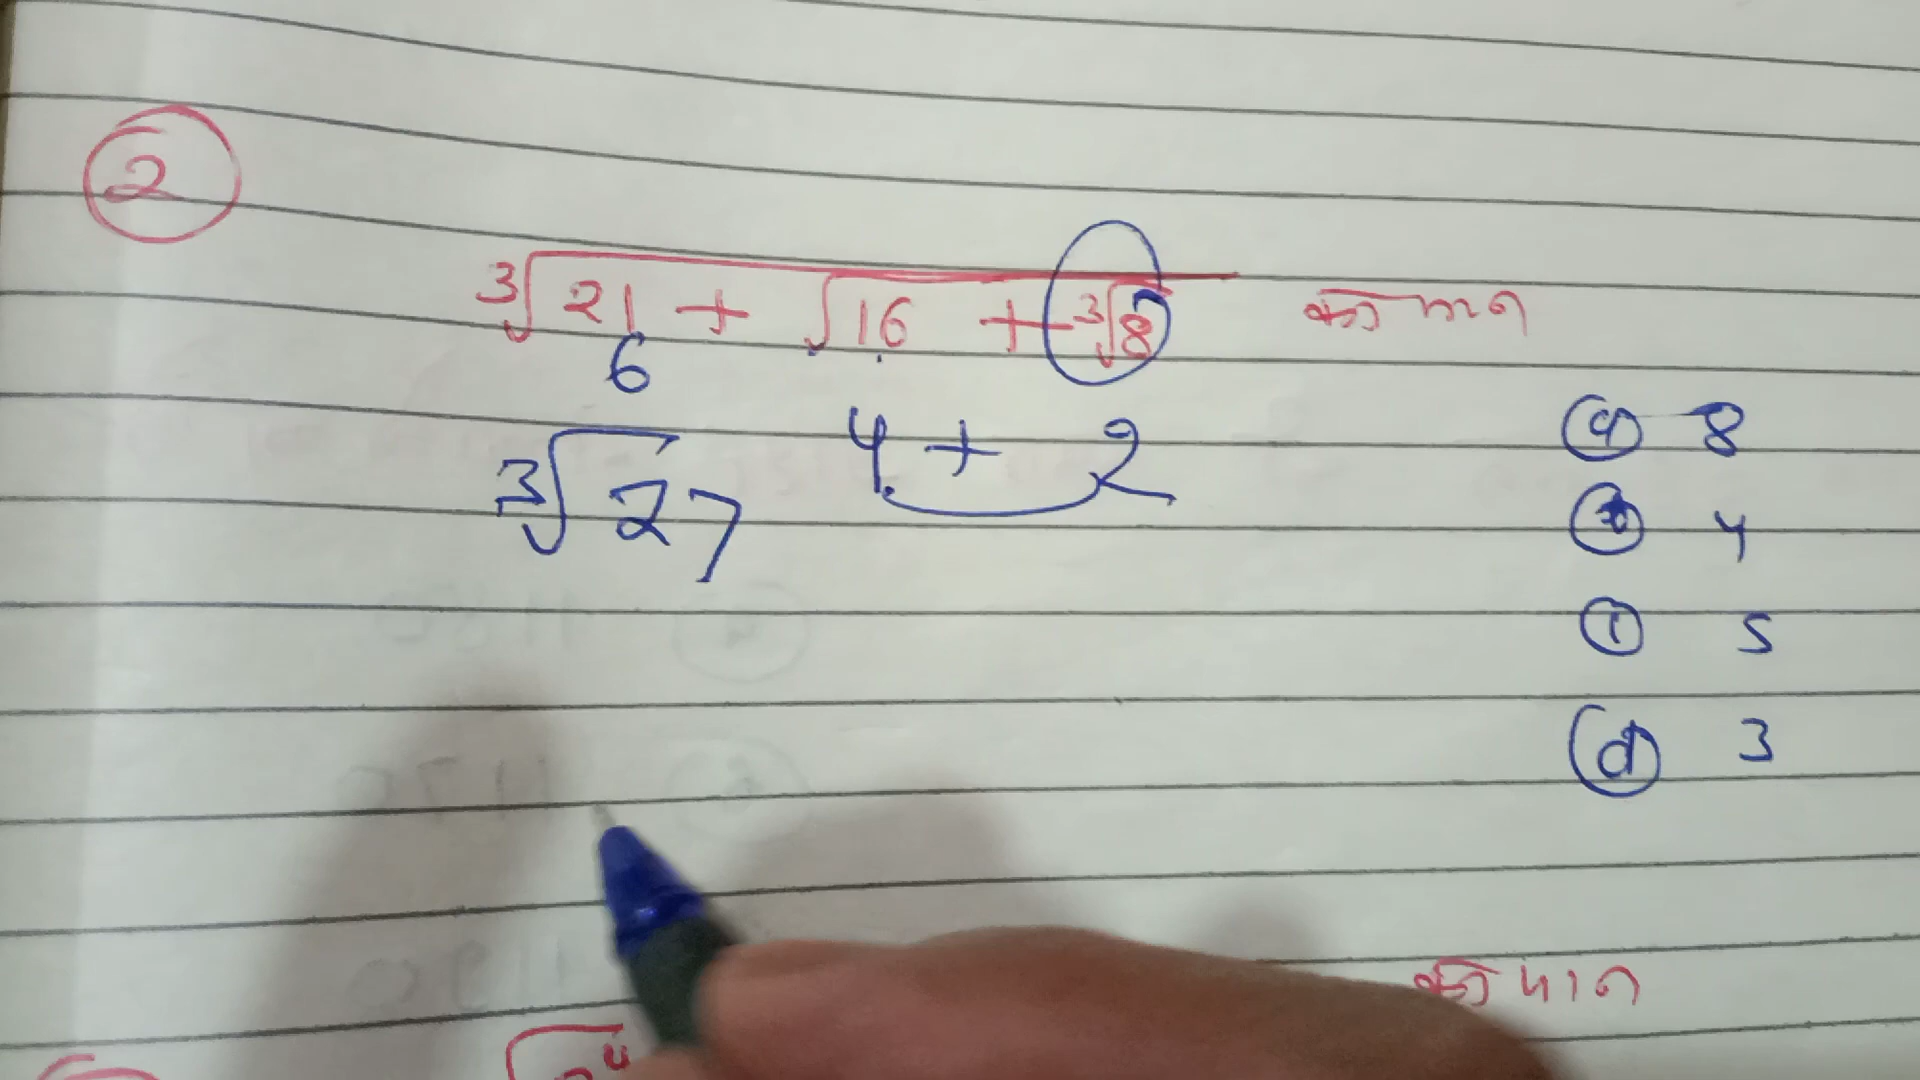 2
∛(21 + √16 + ∛8) का मान
6
4 + 2
∛27
a 8
4
5
d 3
का मान